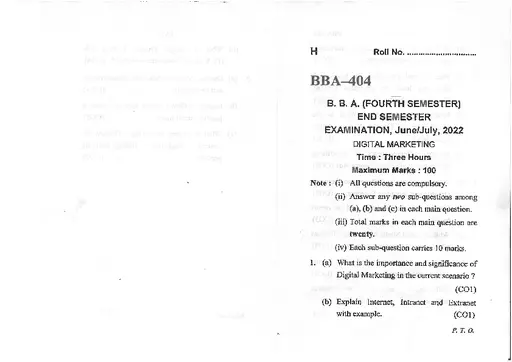 H Roll No. ..............................
BBA–404
B. B. A. (FOURTH SEMESTER)
END SEMESTER
EXAMINATION, June/July, 2022
DIGITAL MARKETING
Time : Three Hours
Maximum Marks : 100
Note : (i) All questions are compulsory.
(ii) Answer any two sub-questions among
(a), (b) and (c) in each main question.
(iii) Total marks in each main question are
twenty.
(iv) Each sub-question carries 10 marks.
1. (a) What is the importance and significance of
Digital Marketing in the current scenario ?
(CO1)
(b) Explain Internet, Intranet and Extranet
with example. (CO1)
P. T. O.